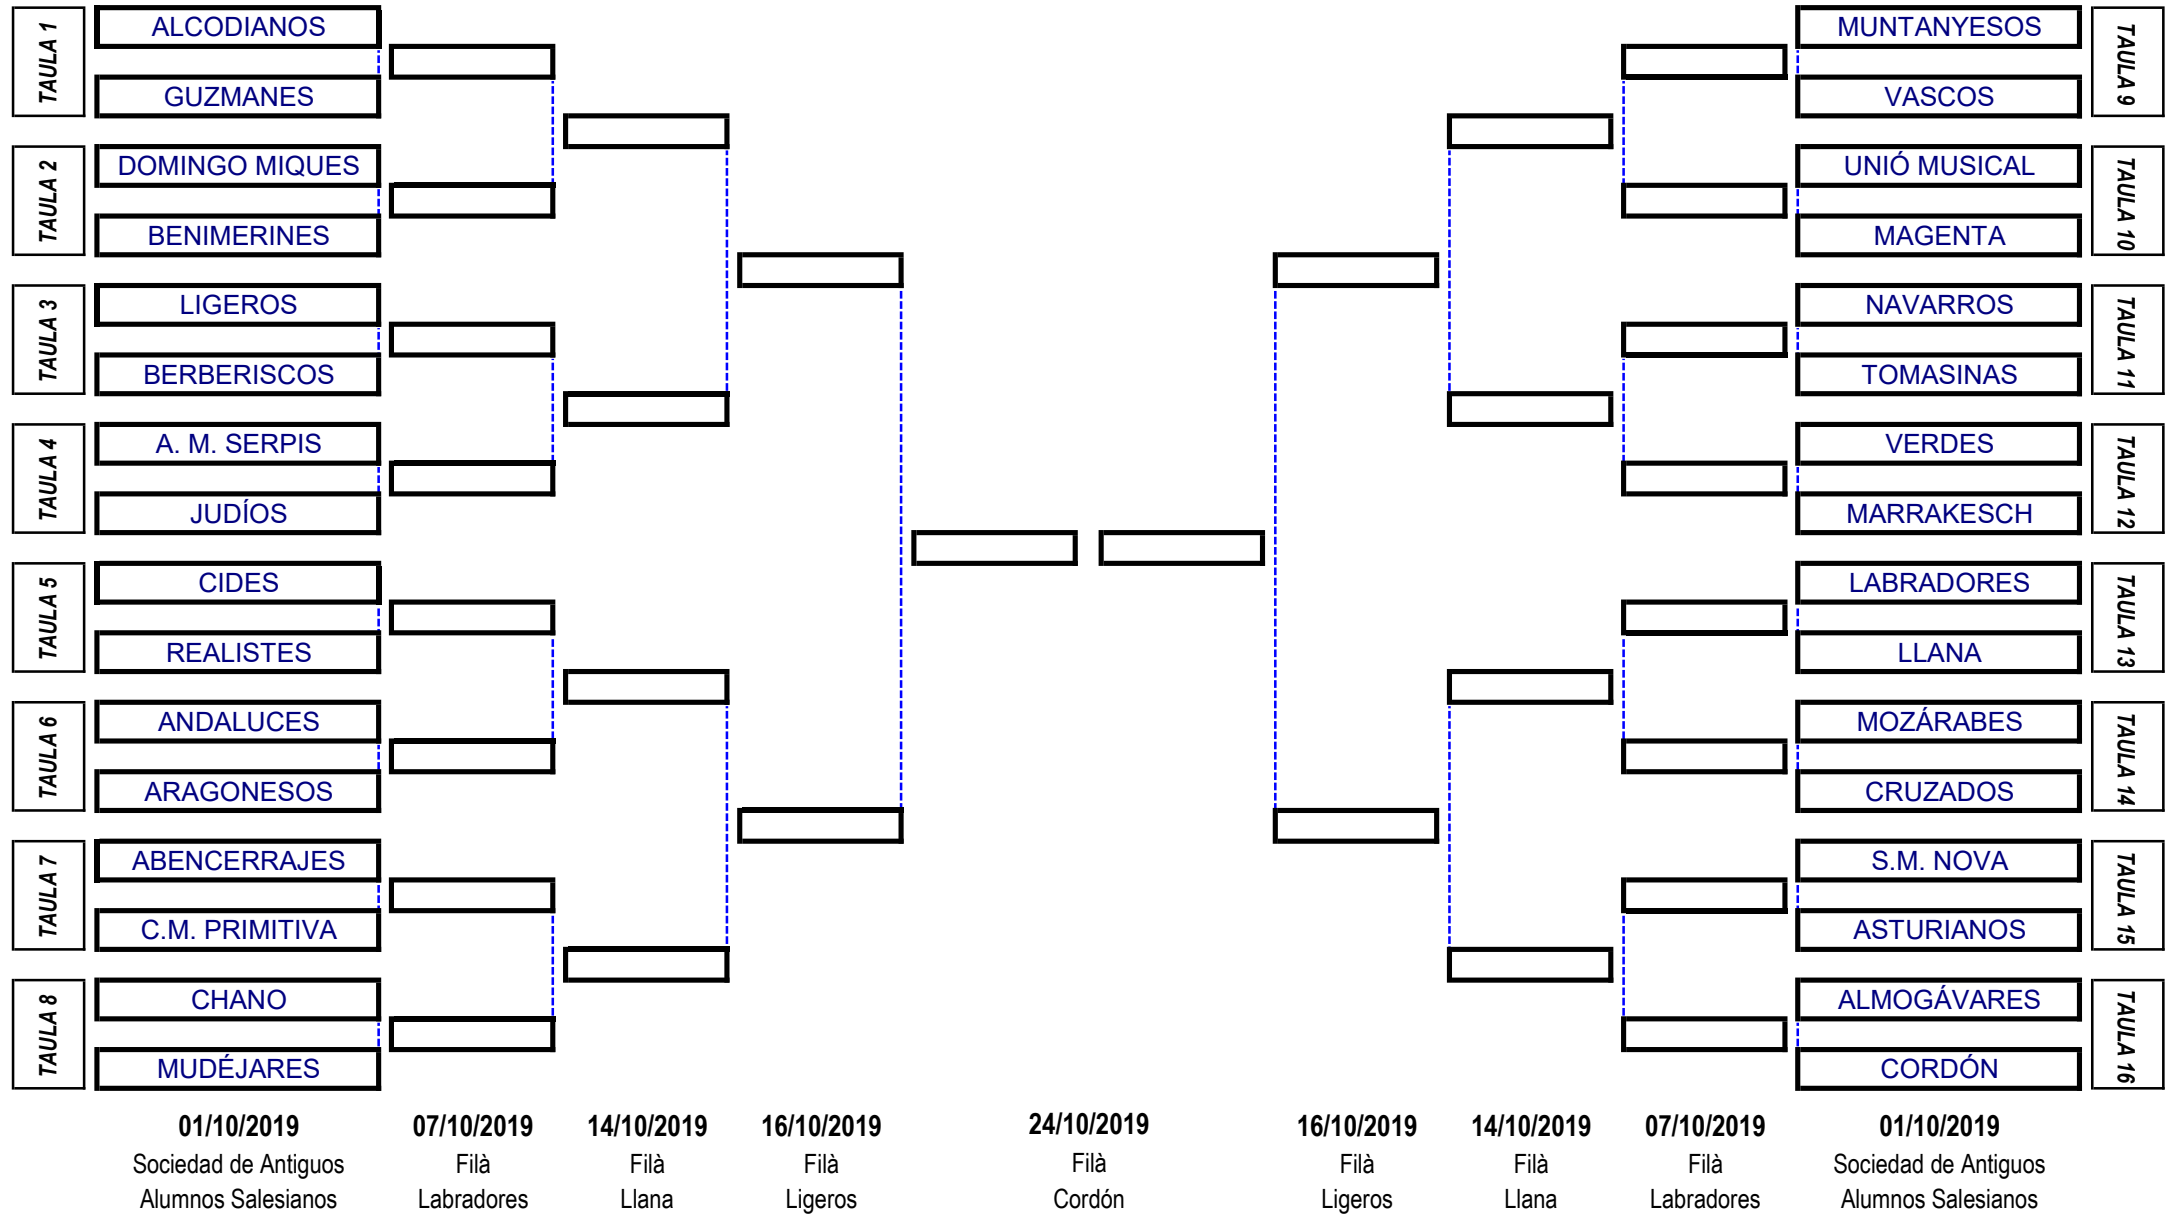 TAULA 1
ALCODIANOS
GUZMANES
TAULA 2
DOMINGO MIQUES
BENIMERINES
TAULA 3
LIGEROS
BERBERISCOS
TAULA 4
A. M. SERPIS
JUDÍOS
TAULA 5
CIDES
REALISTES
TAULA 6
ANDALUCES
ARAGONESOS
TAULA 7
ABENCERRAJES
C.M. PRIMITIVA
TAULA 8
CHANO
MUDÉJARES
MUNTANYESOS
VASCOS
TAULA 9
UNIÓ MUSICAL
MAGENTA
TAULA 10
NAVARROS
TOMASINAS
TAULA 11
VERDES
MARRAKESCH
TAULA 12
LABRADORES
LLANA
TAULA 13
MOZÁRABES
CRUZADOS
TAULA 14
S.M. NOVA
ASTURIANOS
TAULA 15
ALMOGÁVARES
CORDÓN
TAULA 16
01/10/2019
Sociedad de Antiguos
Alumnos Salesianos
07/10/2019
Filà
Labradores
14/10/2019
Filà
Llana
16/10/2019
Filà
Ligeros
24/10/2019
Filà
Cordón
16/10/2019
Filà
Ligeros
14/10/2019
Filà
Llana
07/10/2019
Filà
Labradores
01/10/2019
Sociedad de Antiguos
Alumnos Salesianos